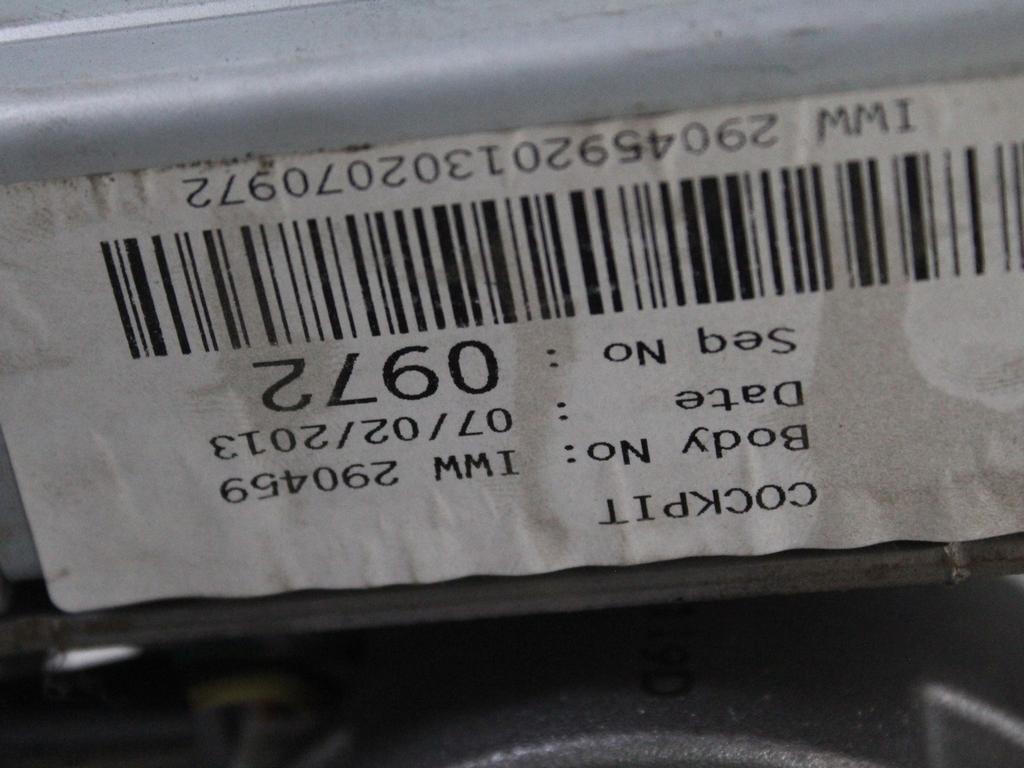 COCKPIT
Body No: IWW 290459
Date : 07/02/2013
Seq No : 0972
IWW 290459201302070972